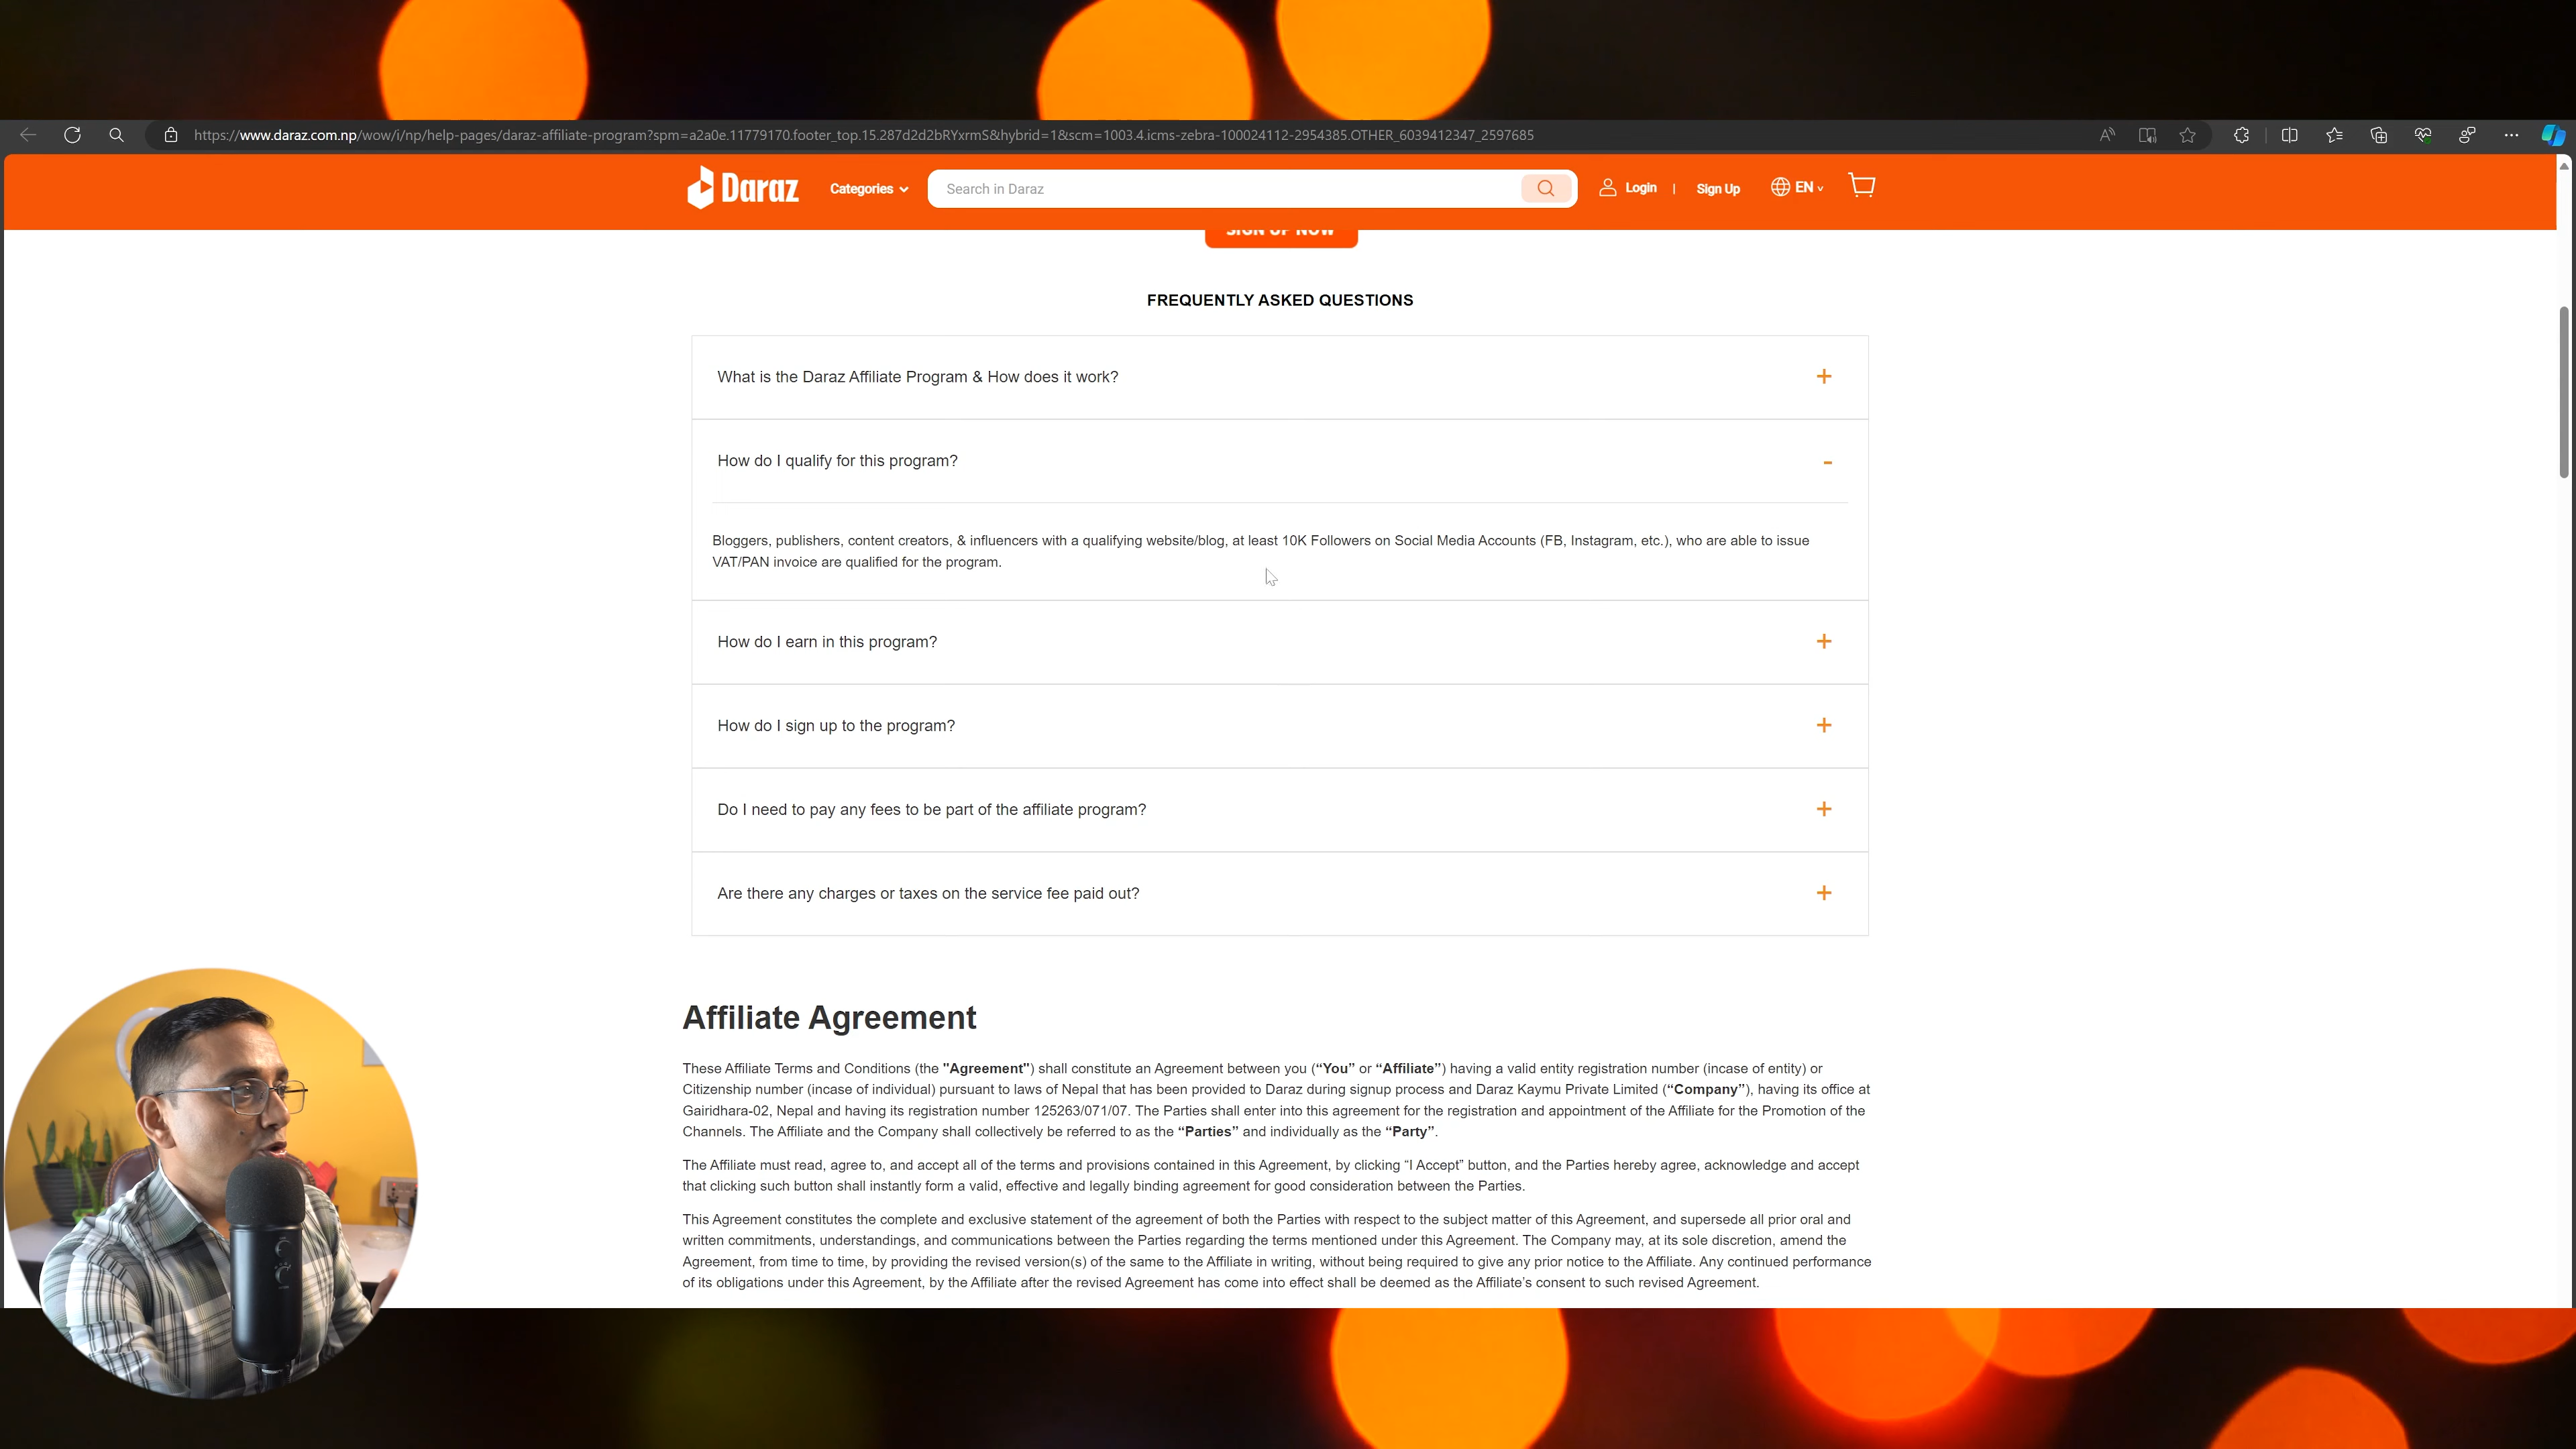 https://www.daraz.com.np/wow/i/np/help-pages/daraz-affiliate-program?spm=a2a0e.11779170.footer_top.15.287d2d2bRYxrmS&hybrid=1&scm=1003.4.icms-zebra-100024112-2954385.OTHER_6039412347_2597685
Daraz Categories Search in Daraz Login | Sign Up EN
SIGN UP NOW
FREQUENTLY ASKED QUESTIONS
What is the Daraz Affiliate Program & How does it work? +
How do I qualify for this program? -
Bloggers, publishers, content creators, & influencers with a qualifying website/blog, at least 10K Followers on Social Media Accounts (FB, Instagram, etc.), who are able to issue
VAT/PAN invoice are qualified for the program.
How do I earn in this program? +
How do I sign up to the program? +
Do I need to pay any fees to be part of the affiliate program? +
Are there any charges or taxes on the service fee paid out? +
Affiliate Agreement
These Affiliate Terms and Conditions (the "Agreement") shall constitute an Agreement between you (“You” or “Affiliate”) having a valid entity registration number (incase of entity) or
Citizenship number (incase of individual) pursuant to laws of Nepal that has been provided to Daraz during signup process and Daraz Kaymu Private Limited (“Company”), having its office at
Gairidhara-02, Nepal and having its registration number 125263/071/07. The Parties shall enter into this agreement for the registration and appointment of the Affiliate for the Promotion of the
Channels. The Affiliate and the Company shall collectively be referred to as the “Parties” and individually as the “Party”.
The Affiliate must read, agree to, and accept all of the terms and provisions contained in this Agreement, by clicking “I Accept” button, and the Parties hereby agree, acknowledge and accept
that clicking such button shall instantly form a valid, effective and legally binding agreement for good consideration between the Parties.
This Agreement constitutes the complete and exclusive statement of the agreement of both the Parties with respect to the subject matter of this Agreement, and supersede all prior oral and
written commitments, understandings, and communications between the Parties regarding the terms mentioned under this Agreement. The Company may, at its sole discretion, amend the
Agreement, from time to time, by providing the revised version(s) of the same to the Affiliate in writing, without being required to give any prior notice to the Affiliate. Any continued performance
of its obligations under this Agreement, by the Affiliate after the revised Agreement has come into effect shall be deemed as the Affiliate’s consent to such revised Agreement.